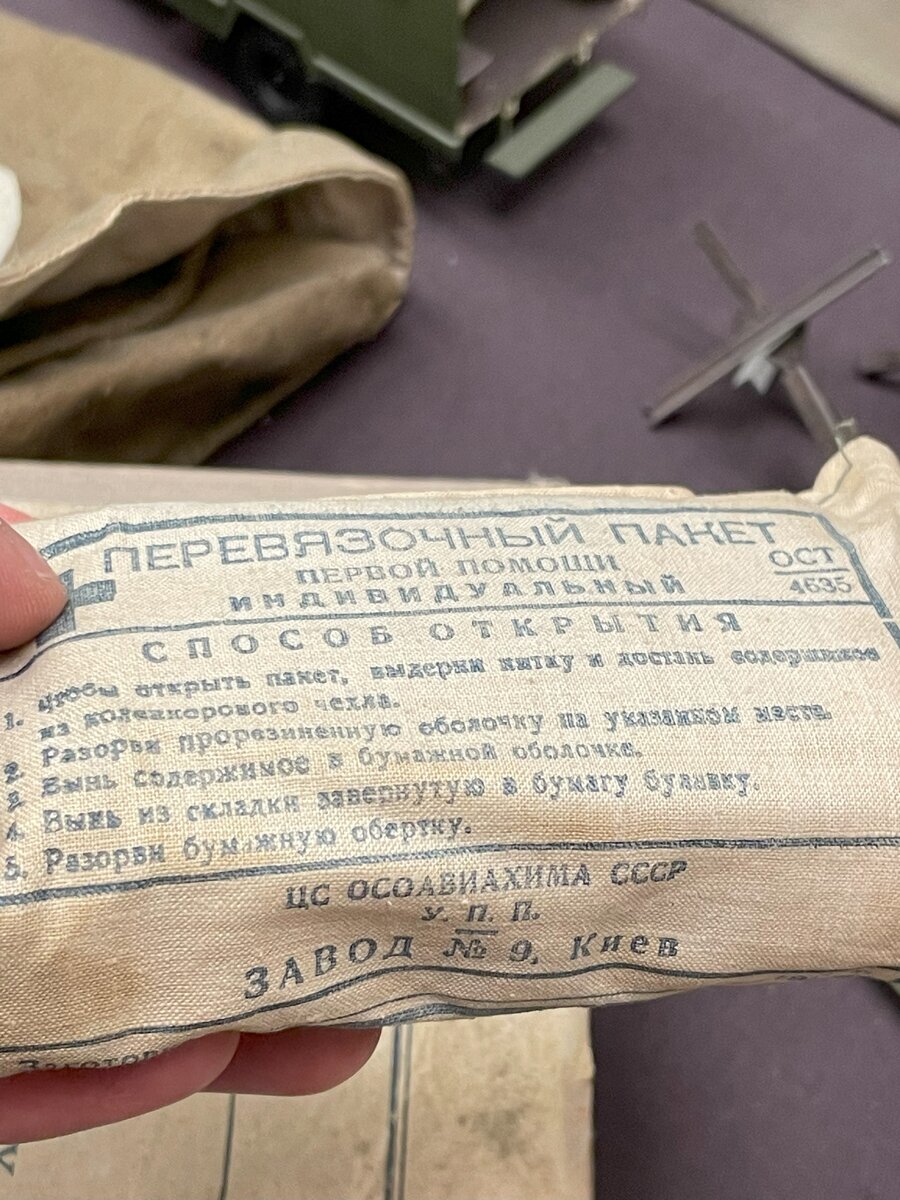 ПЕРЕВЯЗОЧНЫЙ ПАКЕТ
ПЕРВОЙ ПОМОЩИ
ИНДИВИДУАЛЬНЫЙ
ОСТ
4635
СПОСОБ ОТКРЫТИЯ
1. Чтобы открыть пакет, выдерни нитку и достань содержимое
из коленкорового чехла.
2. Разорви прорезиненную оболочку на указанном месте.
3. Вынь содержимое в бумажной оболочке.
4. Вынь из складки завернутую в бумагу булавку.
5. Разорви бумажную обертку.
ЦС ОСОАВИАХИМА СССР
У. П. П.
ЗАВОД № 9, Киев